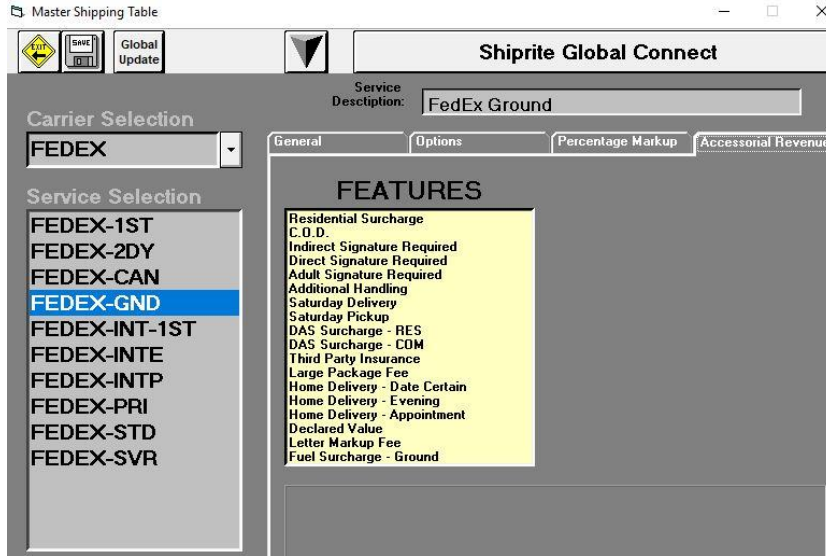 Master Shipping Table
EXIT
SAVE
Global
Update
Shiprite Global Connect
Service
Desctiption:
FedEx Ground
Carrier Selection
FEDEX
General
Options
Percentage Markup
Accessorial Revenue
Service Selection
FEDEX-1ST
FEDEX-2DY
FEDEX-CAN
FEDEX-GND
FEDEX-INT-1ST
FEDEX-INTE
FEDEX-INTP
FEDEX-PRI
FEDEX-STD
FEDEX-SVR
FEATURES
Residential Surcharge
C.O.D.
Indirect Signature Required
Direct Signature Required
Adult Signature Required
Additional Handling
Saturday Delivery
Saturday Pickup
DAS Surcharge - RES
DAS Surcharge - COM
Third Party Insurance
Large Package Fee
Home Delivery - Date Certain
Home Delivery - Evening
Home Delivery - Appointment
Declared Value
Letter Markup Fee
Fuel Surcharge - Ground